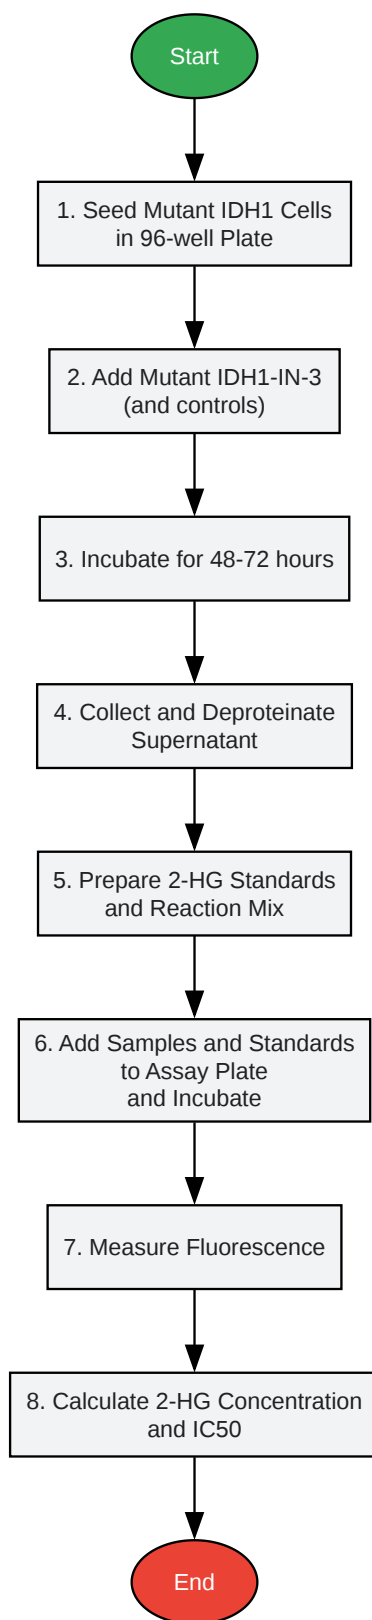 Start
1. Seed Mutant IDH1 Cells
in 96-well Plate
2. Add Mutant IDH1-IN-3
(and controls)
3. Incubate for 48-72 hours
4. Collect and Deproteinate
Supernatant
5. Prepare 2-HG Standards
and Reaction Mix
6. Add Samples and Standards
to Assay Plate
and Incubate
7. Measure Fluorescence
8. Calculate 2-HG Concentration
and IC50
End